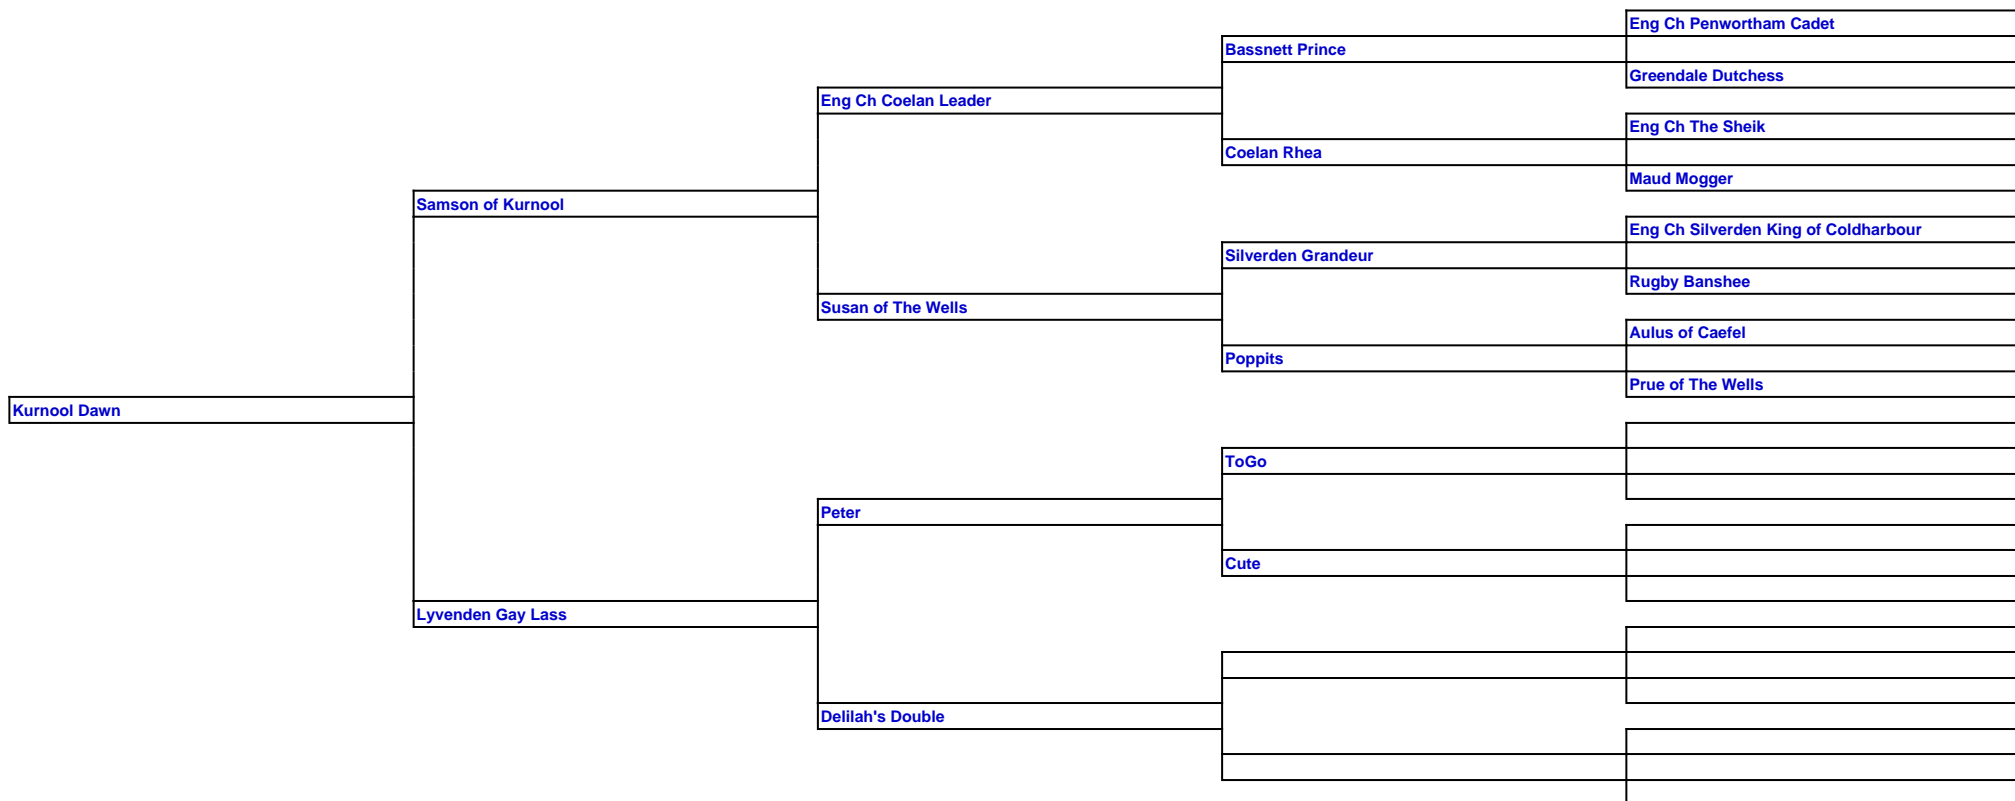 Eng Ch Penwortham Cadet
Bassnett Prince
Greendale Dutchess
Eng Ch Coelan Leader
Eng Ch The Sheik
Coelan Rhea
Maud Mogger
Samson of Kurnool
Eng Ch Silverden King of Coldharbour
Silverden Grandeur
Rugby Banshee
Susan of The Wells
Aulus of Caefel
Poppits
Prue of The Wells
Kurnool Dawn
ToGo
Peter
Cute
Lyvenden Gay Lass
Delilah's Double